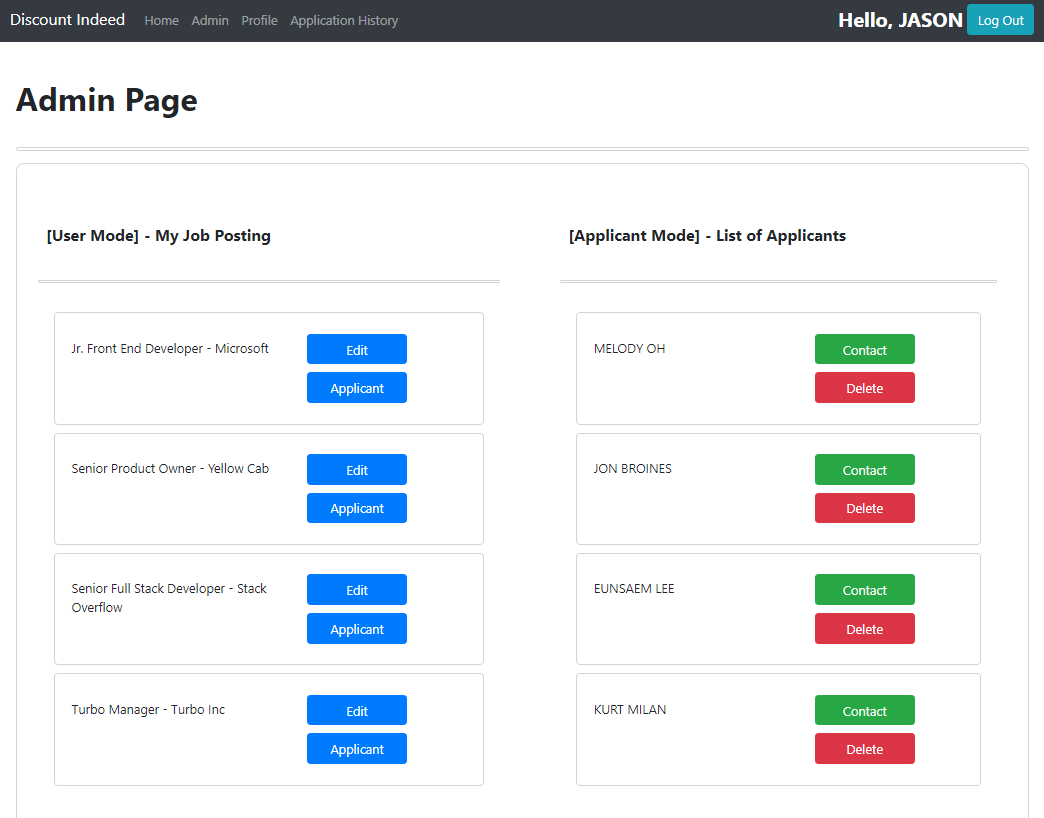 Discount Indeed Home Admin Profile Application History Hello, JASON Log Out
Admin Page
[User Mode] - My Job Posting
Jr. Front End Developer - Microsoft
Edit
Applicant
Senior Product Owner - Yellow Cab
Edit
Applicant
Senior Full Stack Developer - Stack
Overflow
Edit
Applicant
Turbo Manager - Turbo Inc
Edit
Applicant
[Applicant Mode] - List of Applicants
MELODY OH
Contact
Delete
JON BROINES
Contact
Delete
EUNSAEM LEE
Contact
Delete
KURT MILAN
Contact
Delete